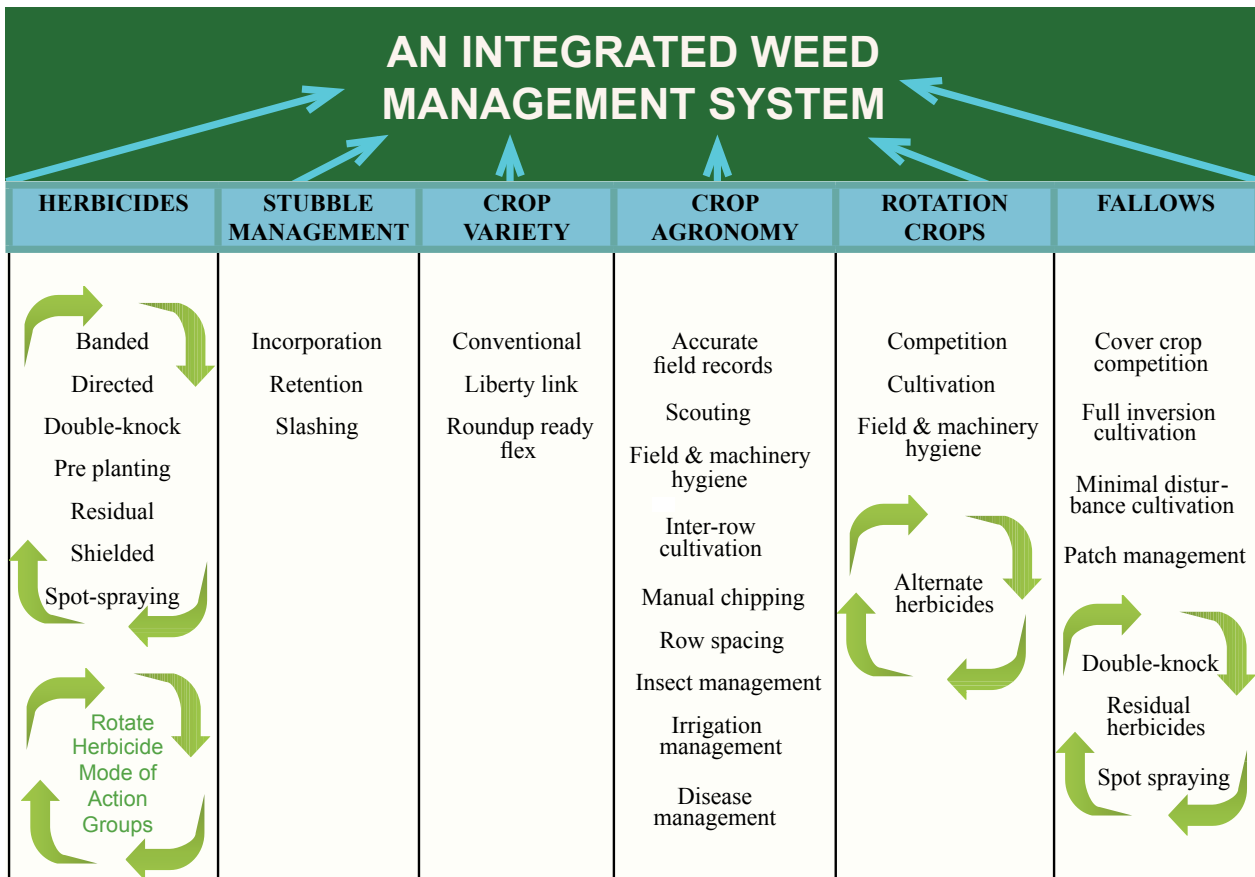 AN INTEGRATED WEED
MANAGEMENT SYSTEM
HERBICIDES
Banded
Directed
Double-knock
Pre planting
Residual
Shielded
Spot-spraying
Rotate
Herbicide
Mode of
Action
Groups
STUBBLE
MANAGEMENT
Incorporation
Retention
Slashing
CROP
VARIETY
Conventional
Liberty link
Roundup ready
flex
CROP
AGRONOMY
Accurate
field records
Scouting
Field & machinery
hygiene
Inter-row
cultivation
Manual chipping
Row spacing
Insect management
Irrigation
management
Disease
management
ROTATION
CROPS
Competition
Cultivation
Field & machinery
hygiene
Alternate
herbicides
FALLOWS
Cover crop
competition
Full inversion
cultivation
Minimal distur-
bance cultivation
Patch management
Double-knock
Residual
herbicides
Spot spraying